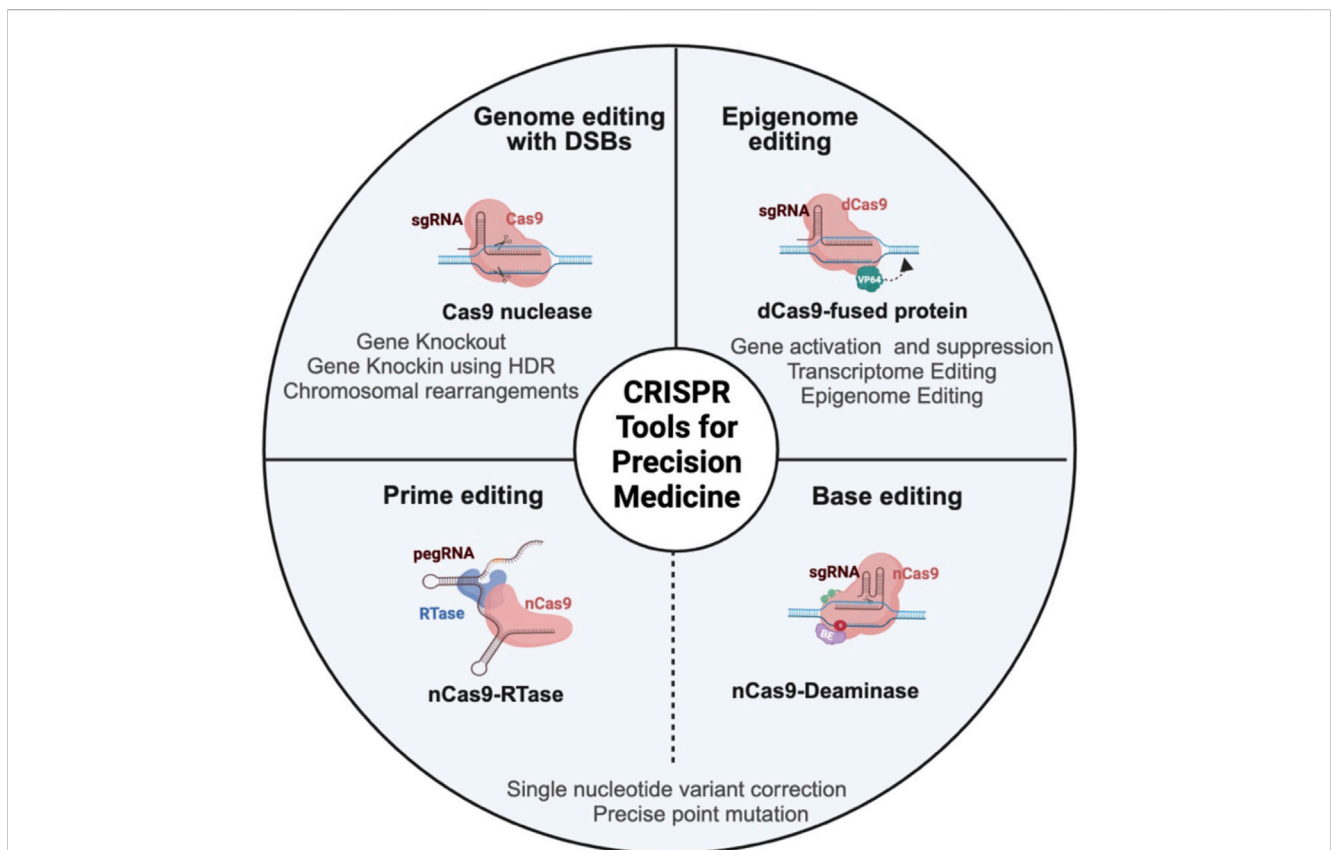 Genome editing
with DSBs
sgRNA
Cas9
Cas9 nuclease
Gene Knockout
Gene Knockin using HDR
Chromosomal rearrangements
Epigenome
editing
sgRNA
dCas9
VP64
dCas9-fused protein
Gene activation and suppression
Transcriptome Editing
Epigenome Editing
CRISPR
Tools for
Precision
Medicine
Prime editing
pegRNA
RTase
nCas9
nCas9-RTase
Base editing
sgRNA
nCas9
BE
nCas9-Deaminase
Single nucleotide variant correction
Precise point mutation